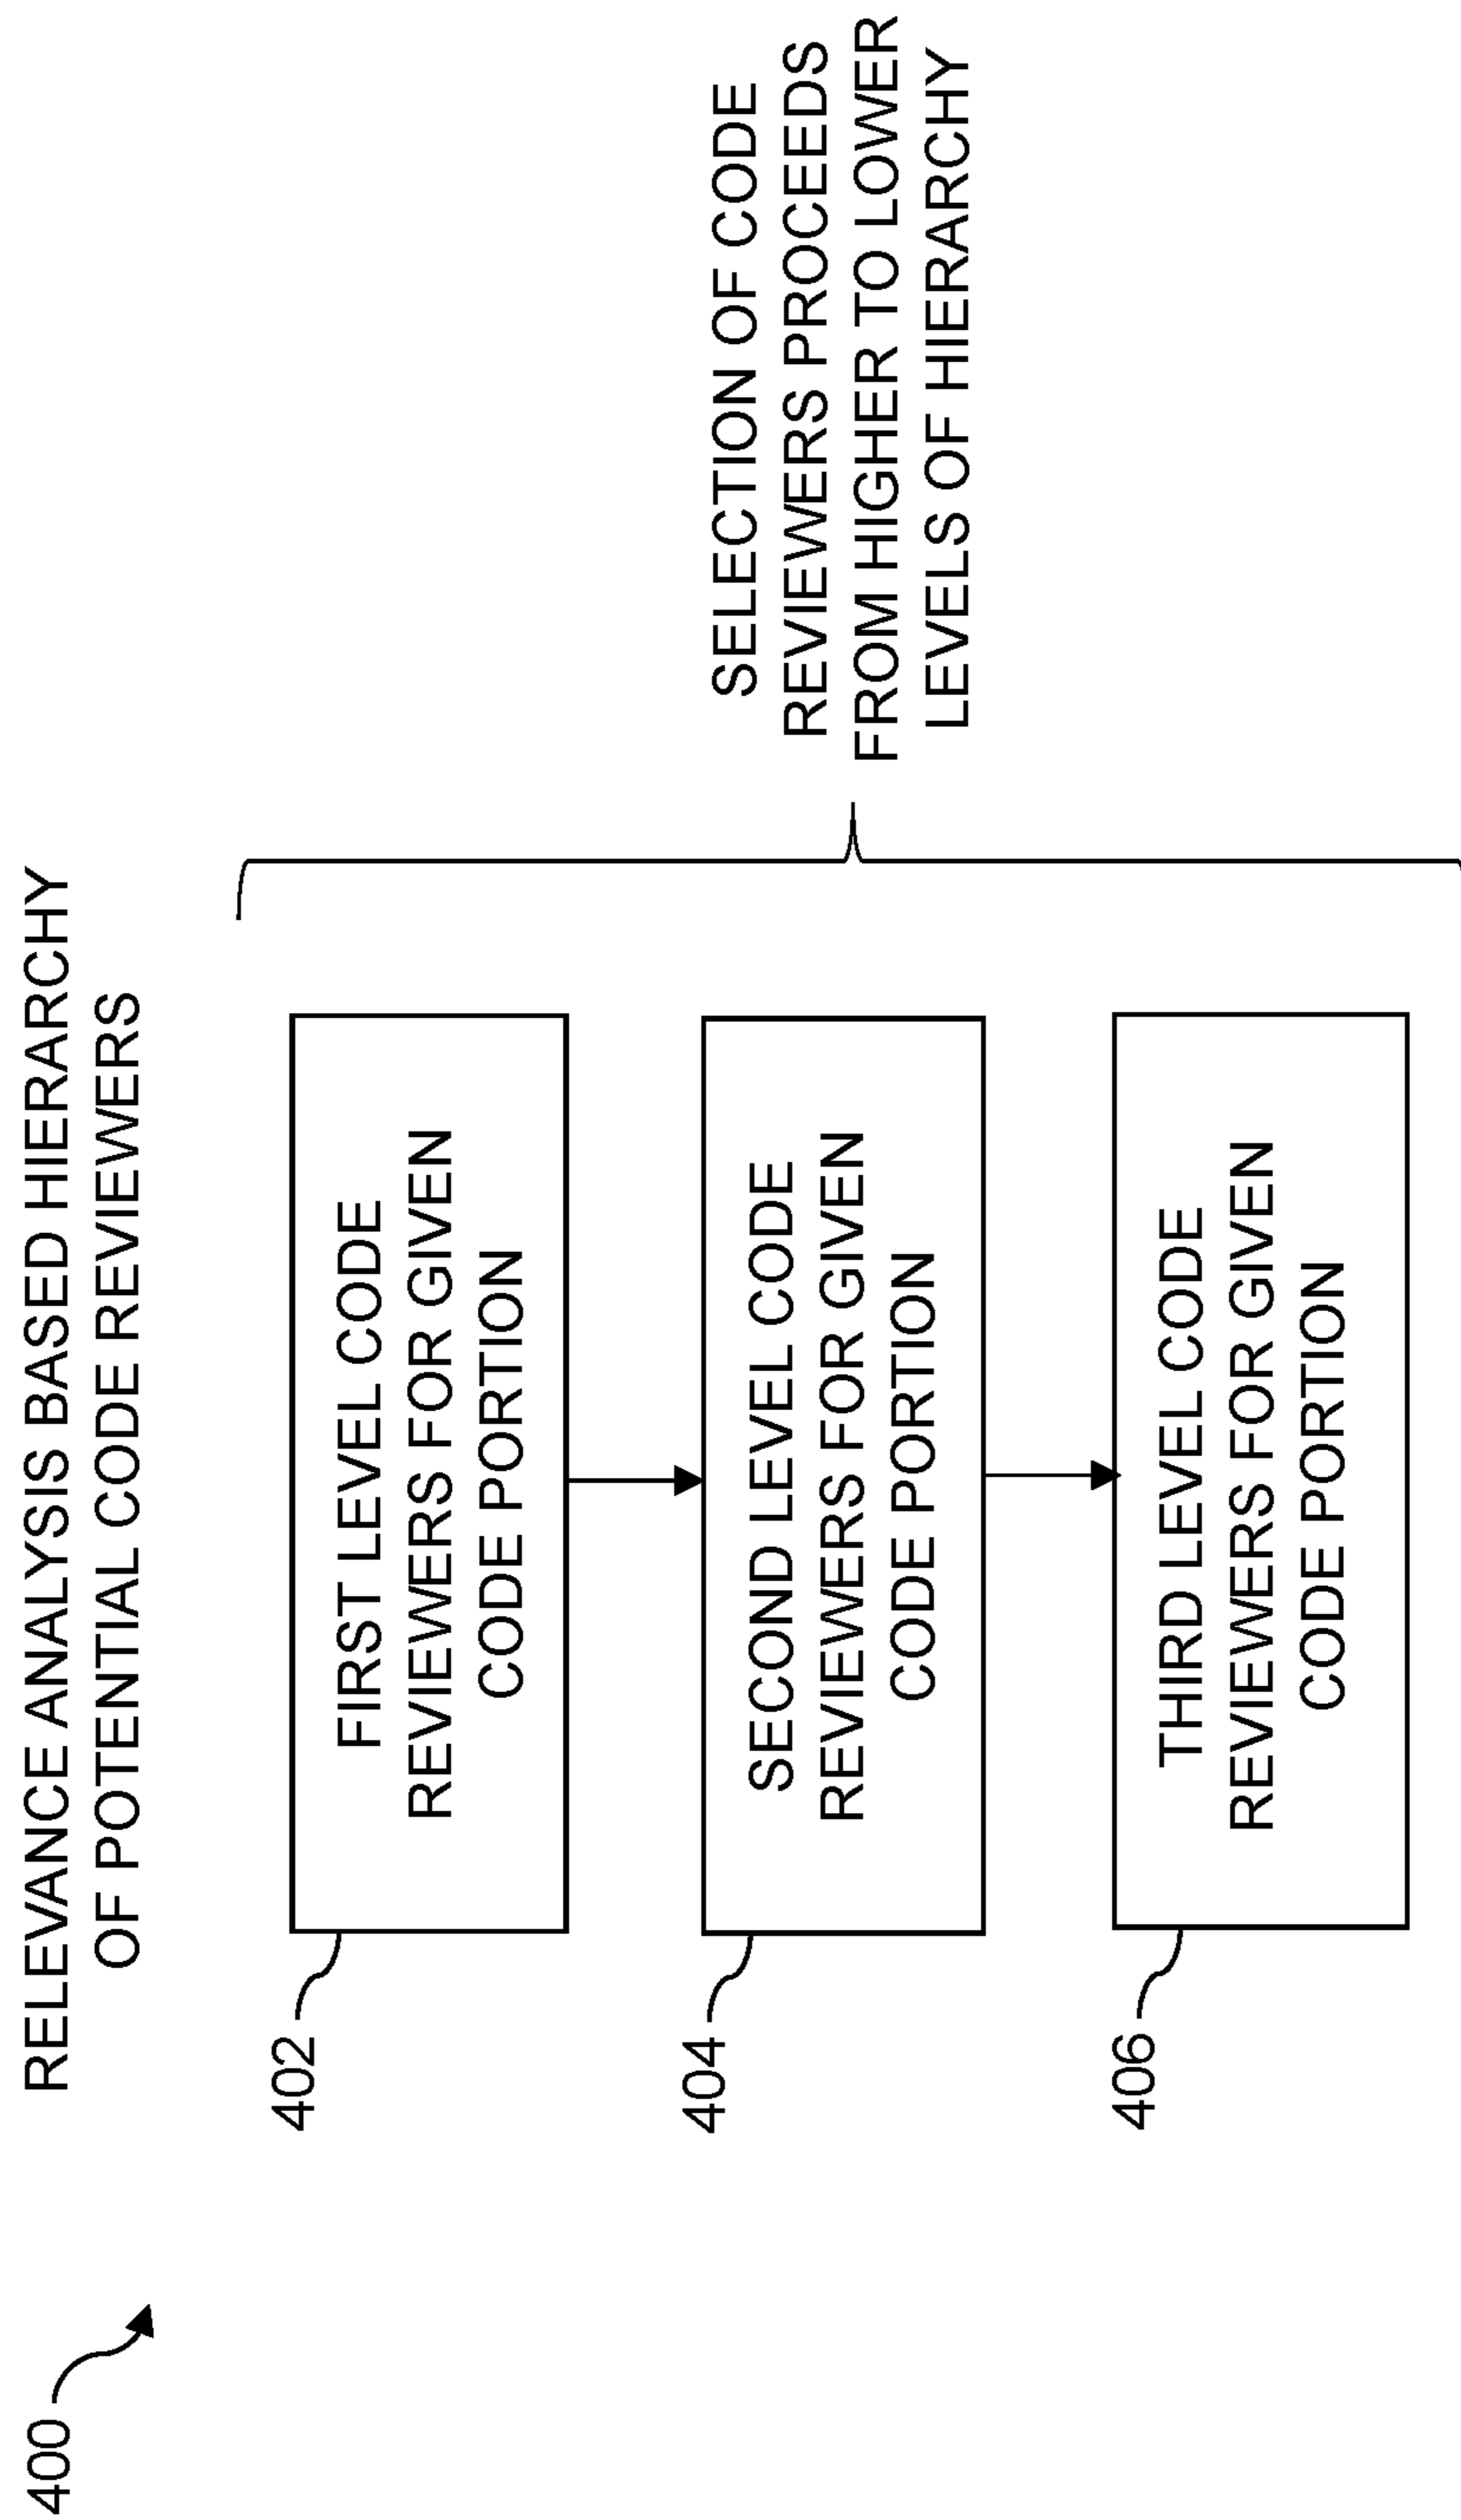 400
RELEVANCE ANALYSIS BASED HIERARCHY
OF POTENTIAL CODE REVIEWERS
402
FIRST LEVEL CODE
REVIEWERS FOR GIVEN
CODE PORTION
404
SECOND LEVEL CODE
REVIEWERS FOR GIVEN
CODE PORTION
406
THIRD LEVEL CODE
REVIEWERS FOR GIVEN
CODE PORTION
SELECTION OF CODE
REVIEWERS PROCEEDS
FROM HIGHER TO LOWER
LEVELS OF HIERARCHY